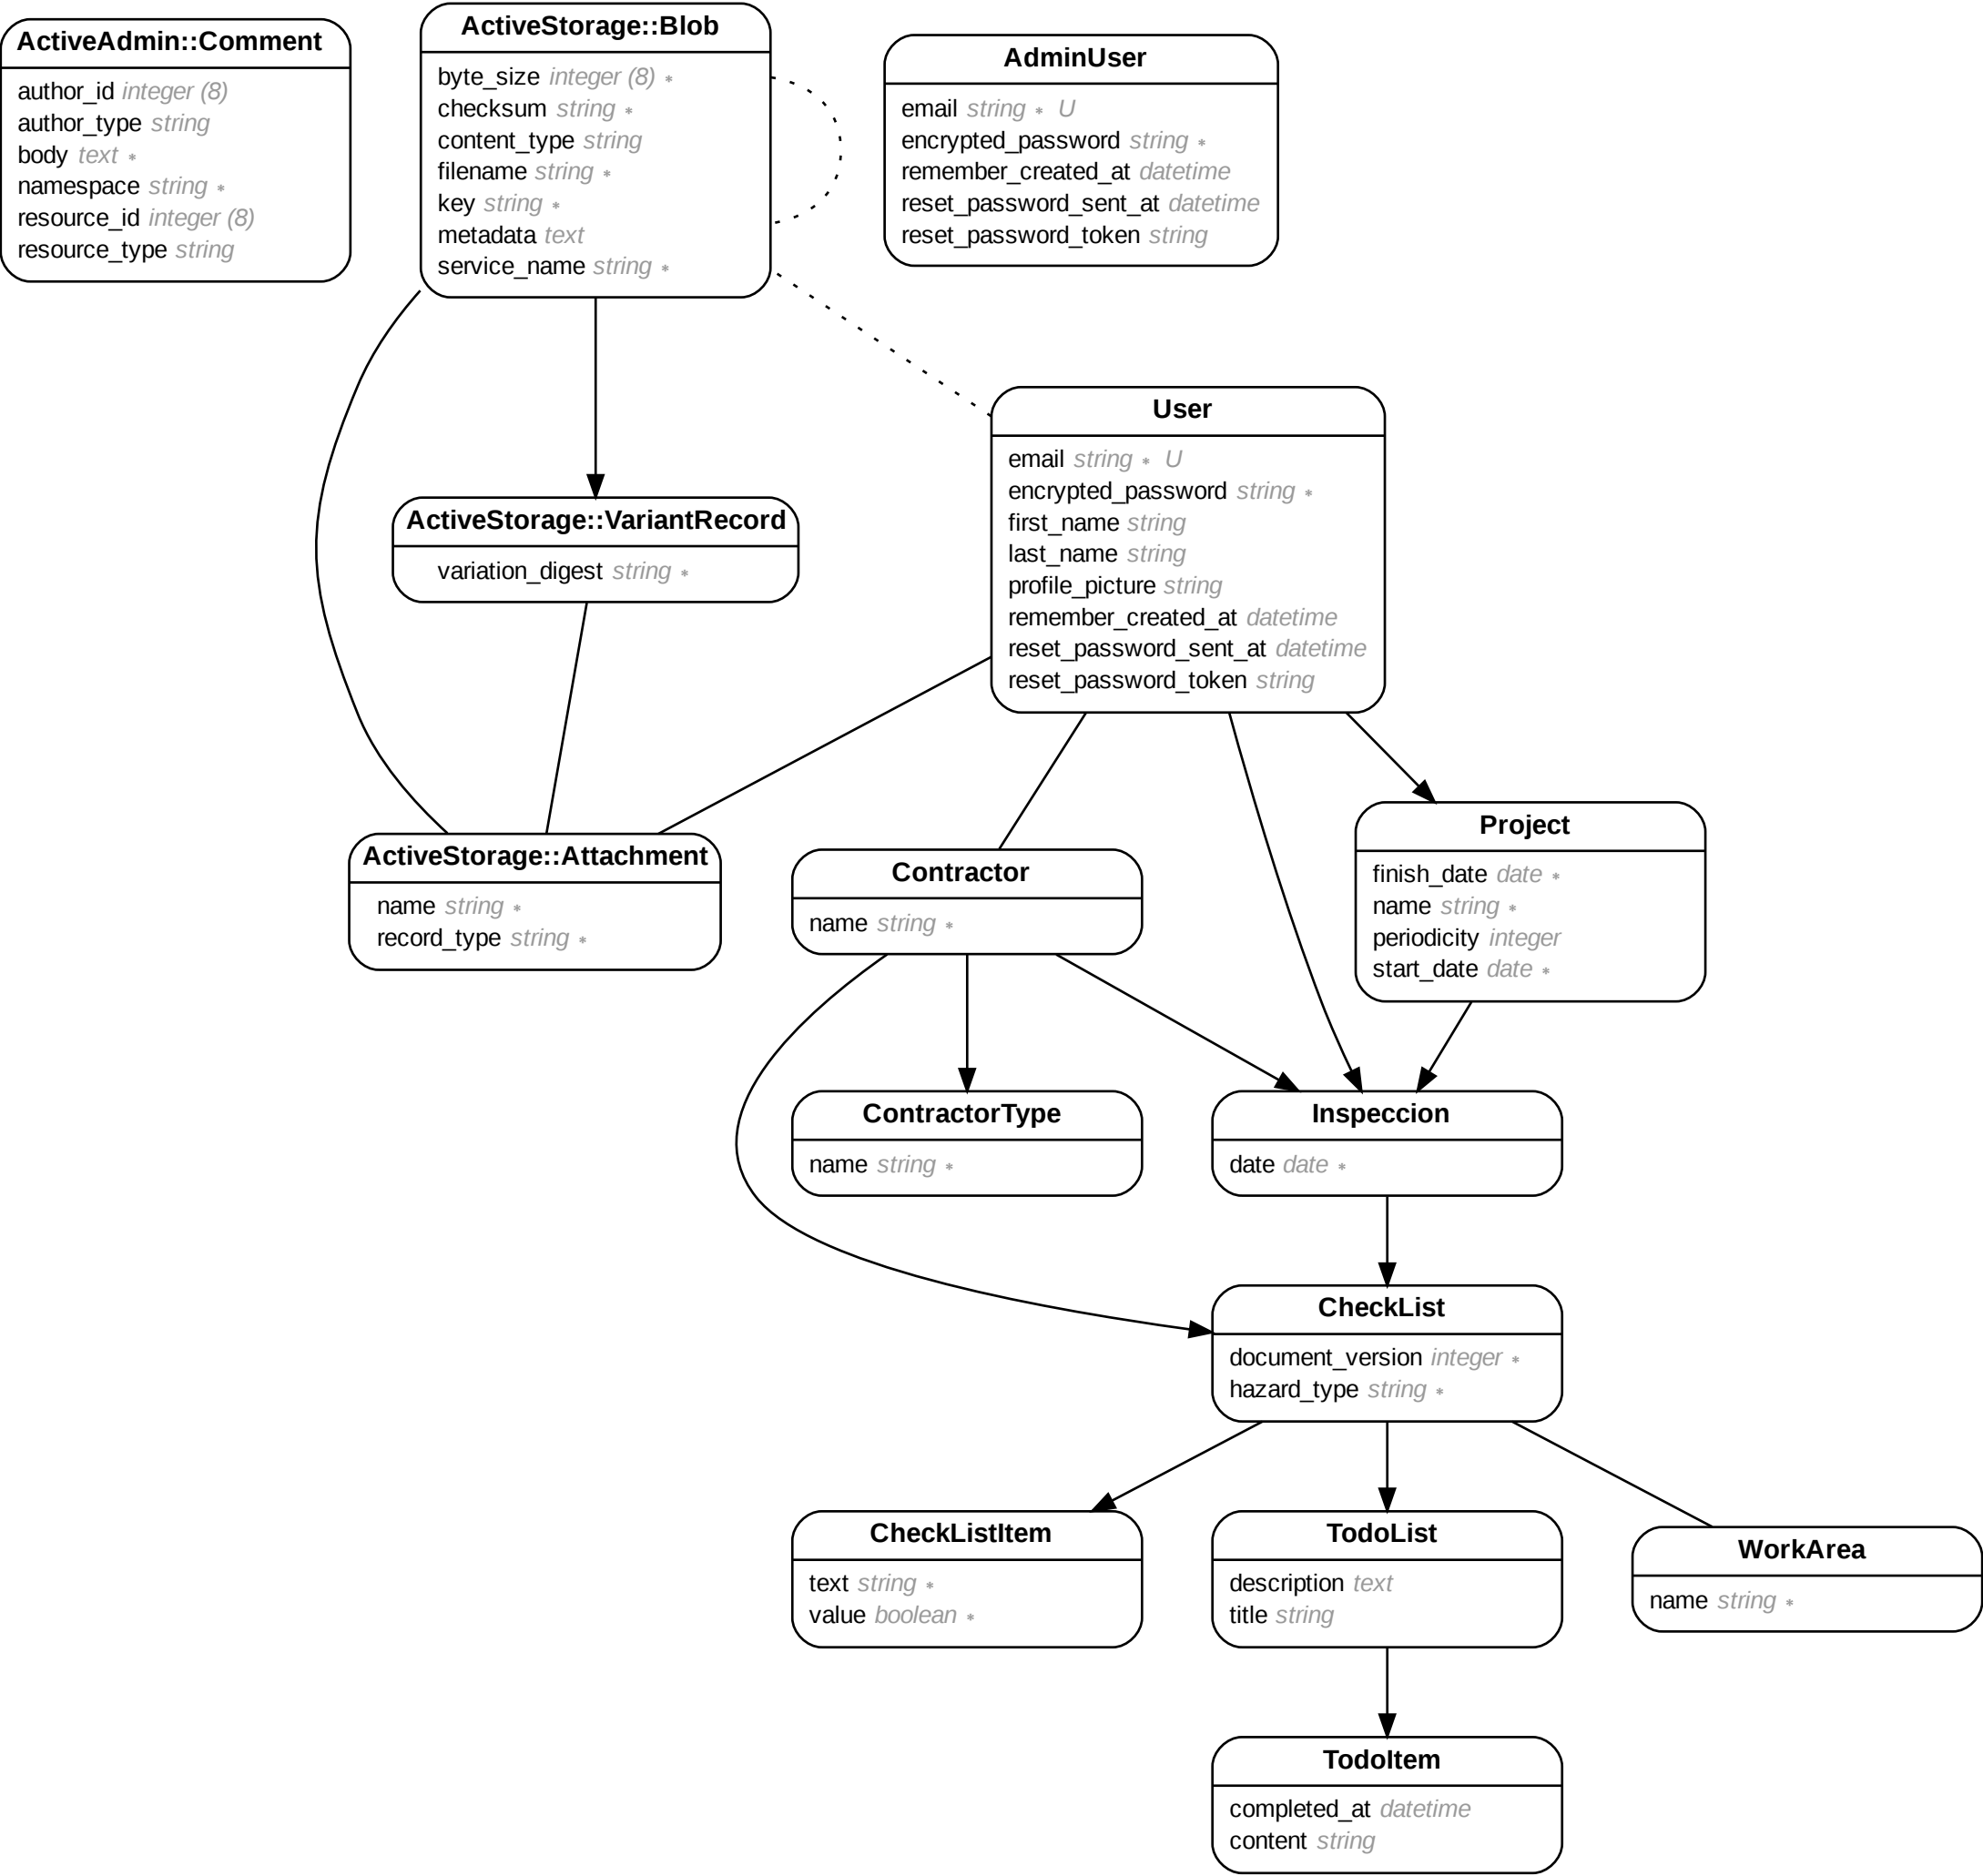 ActiveAdmin::Comment
author_id integer (8)
author_type string
body text *
namespace string *
resource_id integer (8)
resource_type string
ActiveStorage::Blob
byte_size integer (8) *
checksum string *
content_type string
filename string *
key string *
metadata text
service_name string *
AdminUser
email string * U
encrypted_password string *
remember_created_at datetime
reset_password_sent_at datetime
reset_password_token string
User
email string * U
encrypted_password string *
first_name string
last_name string
profile_picture string
remember_created_at datetime
reset_password_sent_at datetime
reset_password_token string
ActiveStorage::VariantRecord
variation_digest string *
ActiveStorage::Attachment
name string *
record_type string *
Contractor
name string *
Project
finish_date date *
name string *
periodicity integer
start_date date *
ContractorType
name string *
Inspeccion
date date *
CheckList
document_version integer *
hazard_type string *
CheckListItem
text string *
value boolean *
TodoList
description text
title string
WorkArea
name string *
TodoItem
completed_at datetime
content string